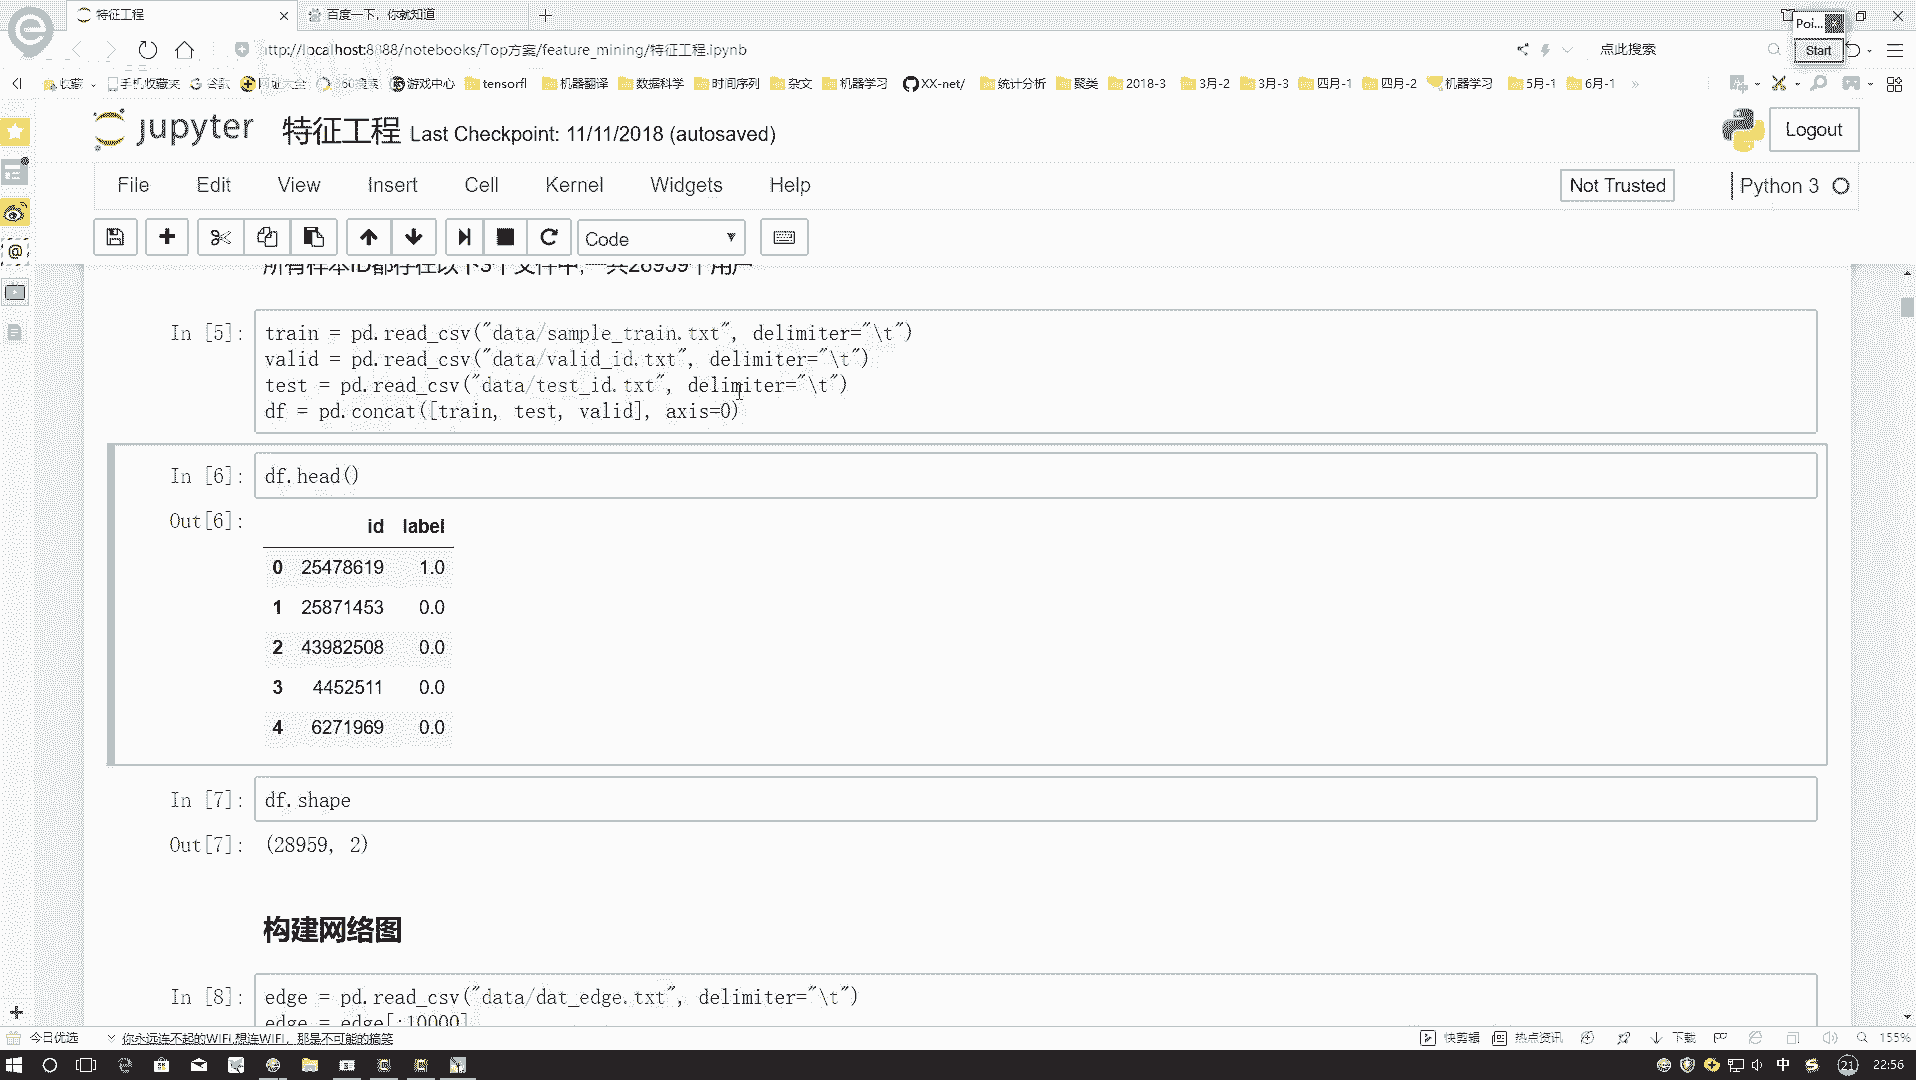 特征工程
百度一下，你就知道
Poi...
http://localhost:8888/notebooks/Top方案/feature_mining/特征工程.ipynb
点此搜索
Start
收藏
手机收藏夹
谷歌
网址大全
360搜索
游戏中心
tensorfl
机器翻译
数据科学
时间序列
杂文
机器学习
XX-net/
统计分析
聚类
2018-3
3月-2
3月-3
四月-1
四月-2
机器学习
5月-1
6月-1
jupyter 特征工程 Last Checkpoint: 11/11/2018 (autosaved)
Logout
File Edit View Insert Cell Kernel Widgets Help
Not Trusted
Python 3
Code
所有样本ID都存在以下3个文件中，一共28959个用户
In [5]:
train = pd.read_csv("data/sample_train.txt", delimiter="\t")
valid = pd.read_csv("data/valid_id.txt", delimiter="\t")
test = pd.read_csv("data/test_id.txt", delimiter="\t")
df = pd.concat([train, test, valid], axis=0)
In [6]: df.head()
Out[6]:
id label
0 25478619 1.0
1 25871453 0.0
2 43982508 0.0
3 4452511 0.0
4 6271969 0.0
In [7]: df.shape
Out[7]: (28959, 2)
构建网络图
In [8]: edge = pd.read_csv("data/dat_edge.txt", delimiter="\t")
edge = edge[:10000]
今日优选
你永远连不起的WiFi,想连WiFi，那是不可能的搞笑
快剪辑
热点资讯
下载
155%
中
21
22:56